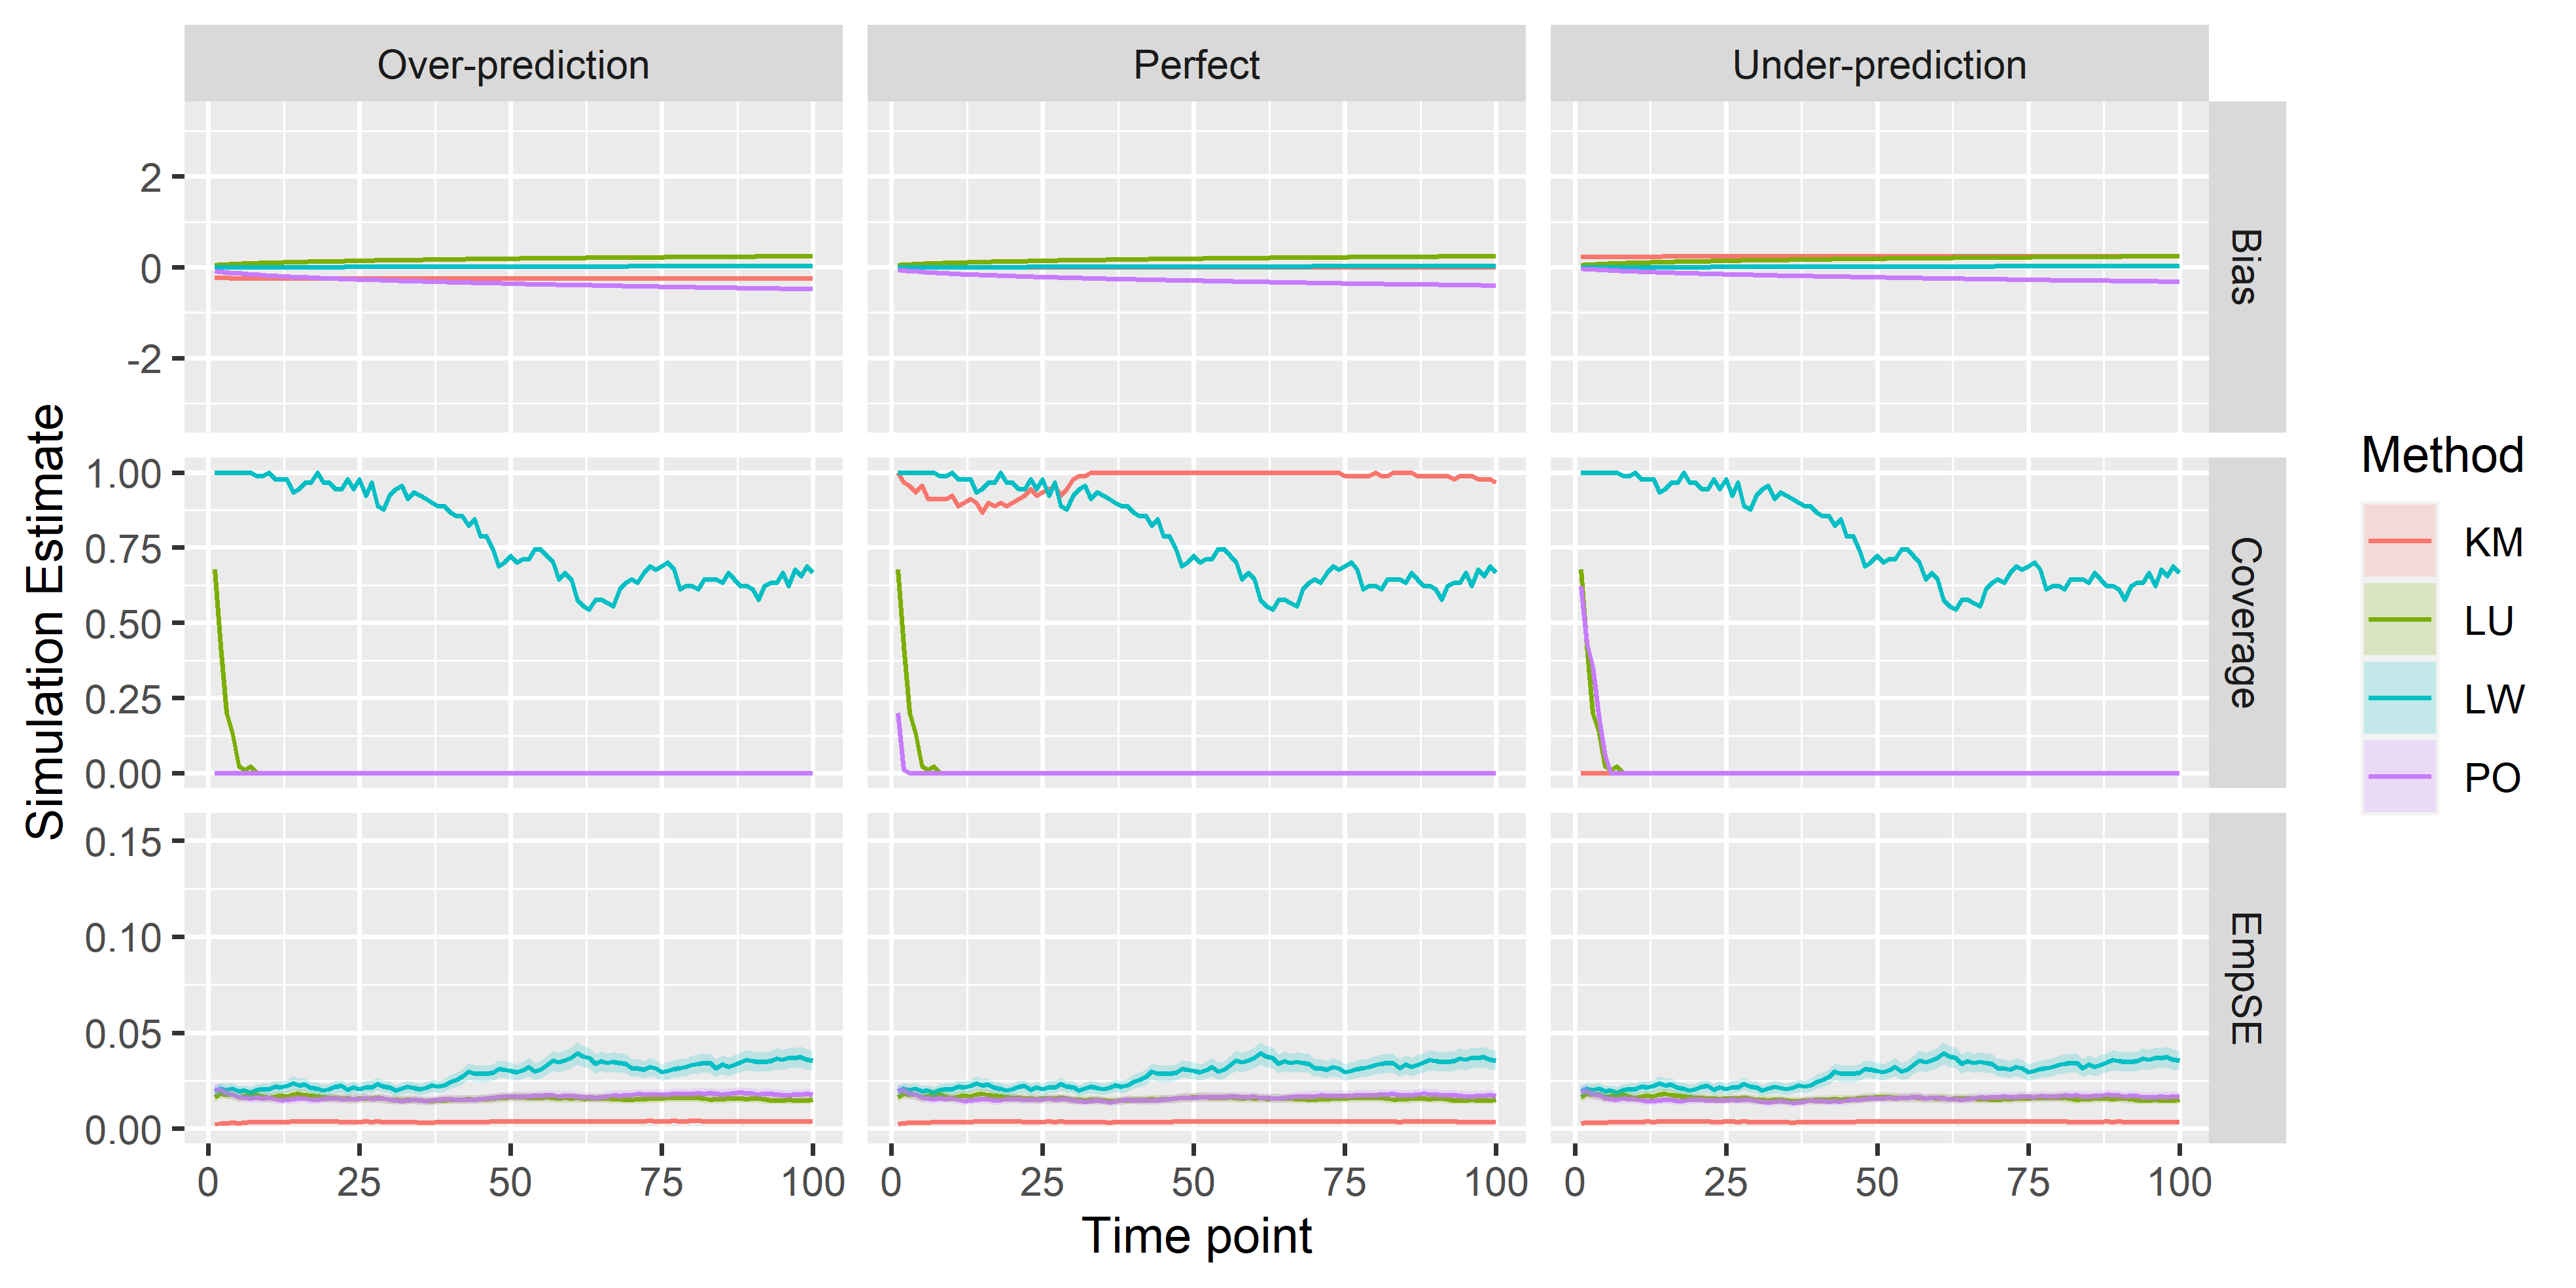 Over-prediction
Perfect
Under-prediction
2
0
-2
Bias
1.00
0.75
0.50
0.25
0.00
Coverage
0.15
0.10
0.05
0.00
EmpSE
0 25 50 75 100
0 25 50 75 100
0 25 50 75 100
Time point
Simulation Estimate
Method
KM
LU
LW
PO